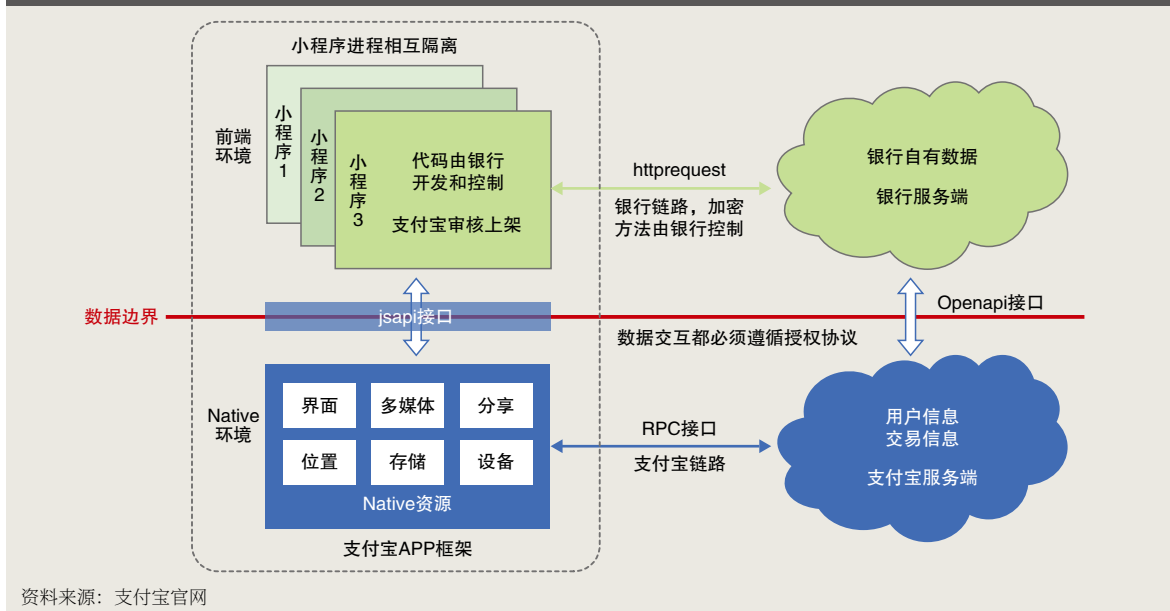 小程序进程相互隔离
前端
环境
小程序1
小程序2
小程序3
代码由银行
开发和控制
支付宝审核上架
httprequest
银行链路，加密
方法由银行控制
银行自有数据
银行服务端
数据边界
jsapi接口
Openapi接口
数据交互都必须遵循授权协议
Native
环境
界面
多媒体
分享
位置
存储
设备
Native资源
RPC接口
支付宝链路
用户信息
交易信息
支付宝服务端
支付宝APP框架
资料来源：支付宝官网